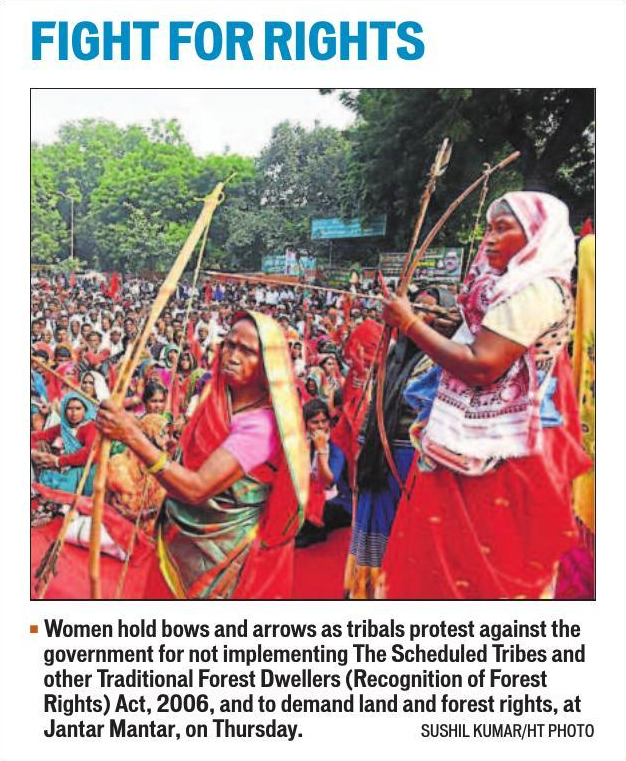 FIGHT FOR RIGHTS
Women hold bows and arrows as tribals protest against the
government for not implementing The Scheduled Tribes and
other Traditional Forest Dwellers (Recognition of Forest
Rights) Act, 2006, and to demand land and forest rights, at
Jantar Mantar, on Thursday.
SUSHIL KUMAR/HT PHOTO